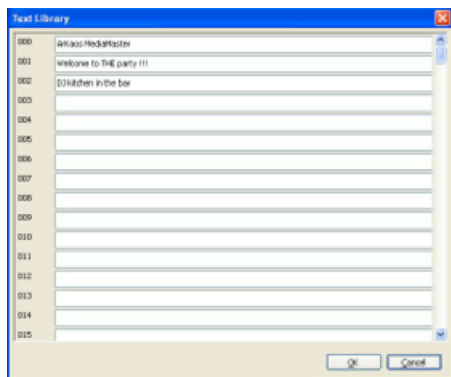 Text Library
000 ArKaos MediaMaster
001 Welcome to THE party !!!
002 DJ kitchen in the bar
003
004
005
006
007
008
009
010
011
012
013
014
015
OK Cancel